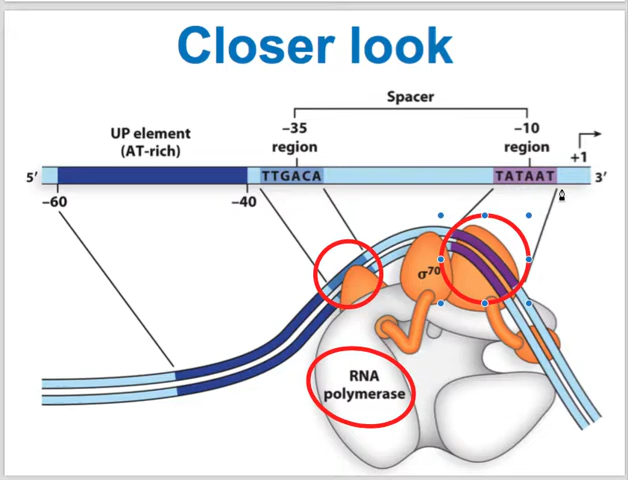 Closer look
Spacer
UP element
(AT-rich)
–35
region
–10
region
+1
5′
TTGACA
TATAAT
3′
–60
–40
σ70
RNA
polymerase